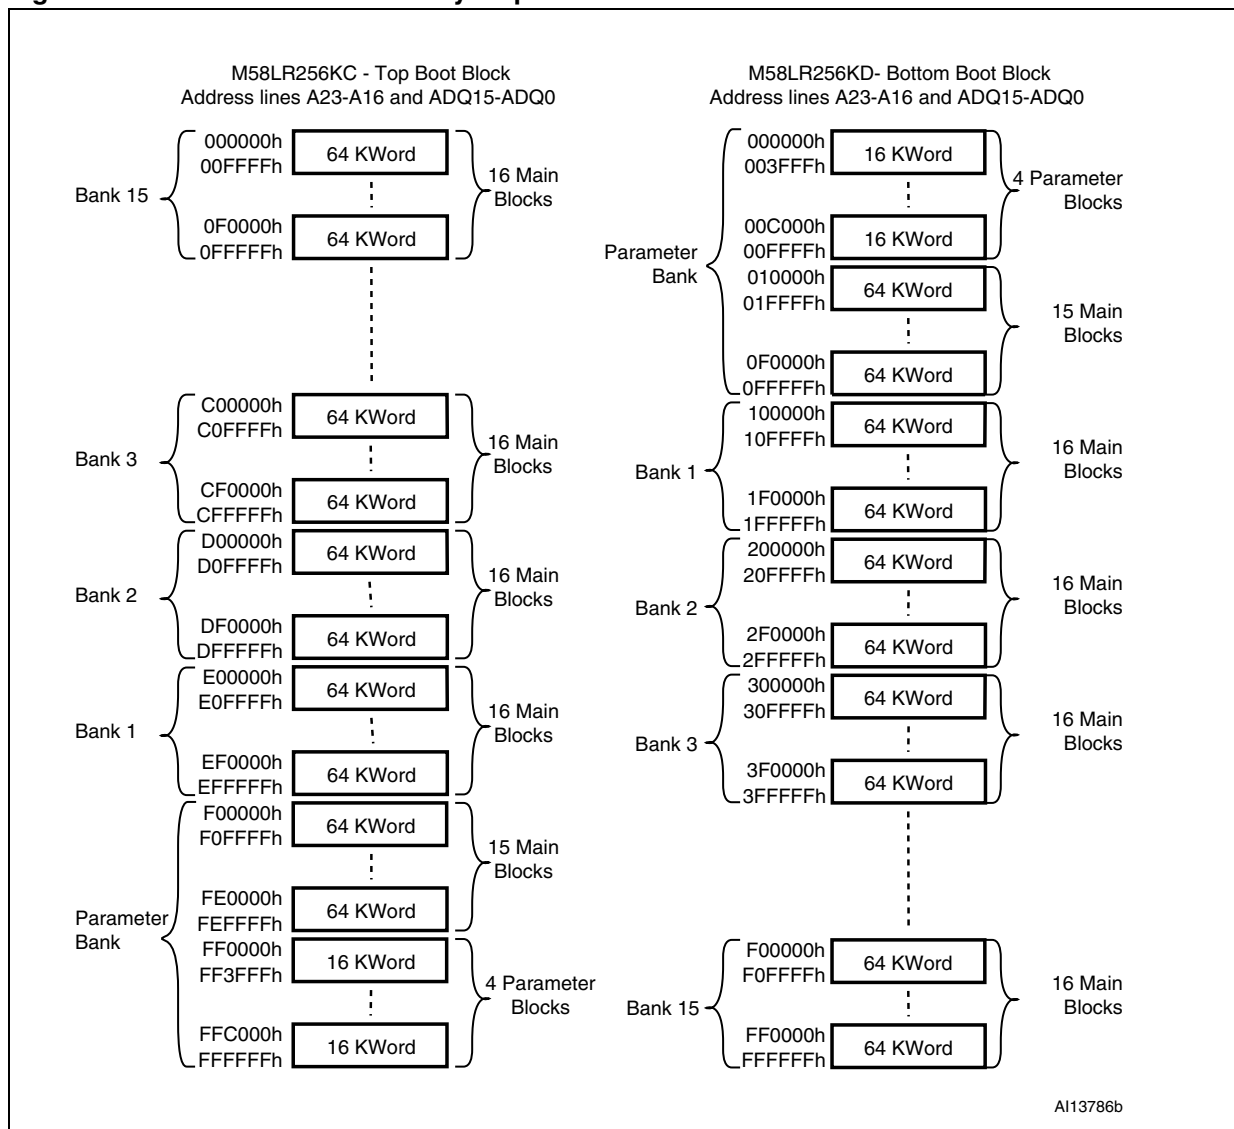 M58LR256KC - Top Boot Block
Address lines A23-A16 and ADQ15-ADQ0
Bank 15
000000h
00FFFFh
64 KWord
0F0000h
0FFFFFh
64 KWord
16 Main
Blocks
Bank 3
C00000h
C0FFFFh
64 KWord
CF0000h
CFFFFFh
64 KWord
16 Main
Blocks
Bank 2
D00000h
D0FFFFh
64 KWord
DF0000h
DFFFFFh
64 KWord
16 Main
Blocks
Bank 1
E00000h
E0FFFFh
64 KWord
EF0000h
EFFFFFh
64 KWord
16 Main
Blocks
Parameter
Bank
F00000h
F0FFFFh
64 KWord
FE0000h
FEFFFFh
64 KWord
15 Main
Blocks
FF0000h
FF3FFFh
16 KWord
FFC000h
FFFFFFh
16 KWord
4 Parameter
Blocks
M58LR256KD- Bottom Boot Block
Address lines A23-A16 and ADQ15-ADQ0
Parameter
Bank
000000h
003FFFh
16 KWord
00C000h
00FFFFh
16 KWord
4 Parameter
Blocks
010000h
01FFFFh
64 KWord
0F0000h
0FFFFFh
64 KWord
15 Main
Blocks
Bank 1
100000h
10FFFFh
64 KWord
1F0000h
1FFFFFh
64 KWord
16 Main
Blocks
Bank 2
200000h
20FFFFh
64 KWord
2F0000h
2FFFFFh
64 KWord
16 Main
Blocks
Bank 3
300000h
30FFFFh
64 KWord
3F0000h
3FFFFFh
64 KWord
16 Main
Blocks
Bank 15
F00000h
F0FFFFh
64 KWord
FF0000h
FFFFFFh
64 KWord
16 Main
Blocks
AI13786b